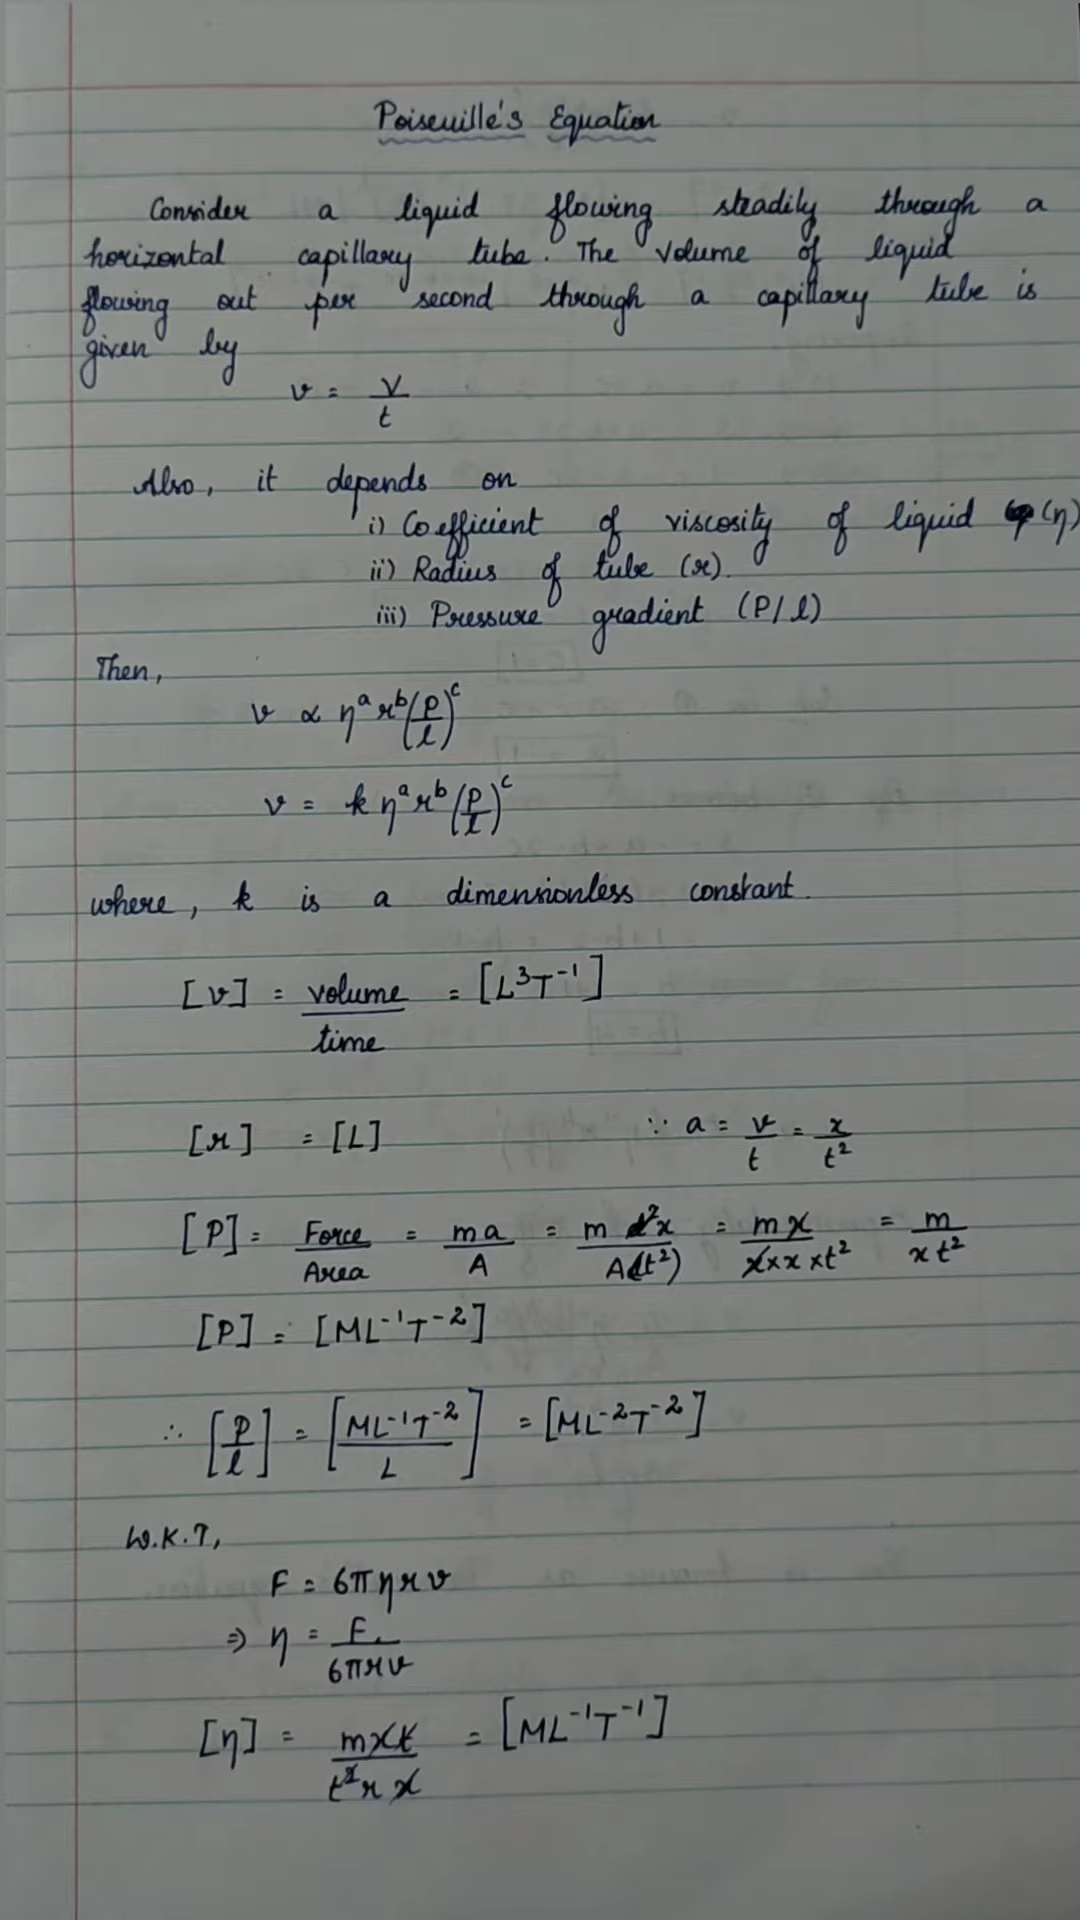 Poiseuille's Equation
Consider a liquid flowing steadily through a
horizontal capillary tube. The volume of liquid
flowing out per second through a capillary tube is
given by
v = V/t
Also, it depends on
i) Coefficient of viscosity of liquid (η)
ii) Radius of tube (r).
iii) Pressure gradient (P/l)
Then,
v ∝ η^a r^b (P/l)^c
v = k η^a r^b (P/l)^c
where, k is a dimensionless constant.
[v] = volume/time = [L³T⁻¹]
[r] = [L] ∵ a = v/t = x/t²
[P] = Force/Area = ma/A = m d²x/A(dt²) = mx/x×x×t² = m/xt²
[P] = [ML⁻¹T⁻²]
∴ [P/l] = [ML⁻¹T⁻²/L] = [ML⁻²T⁻²]
W.K.T,
F = 6πηrv
⇒ η = F/6πrv
[η] = mxt/t²rx = [ML⁻¹T⁻¹]